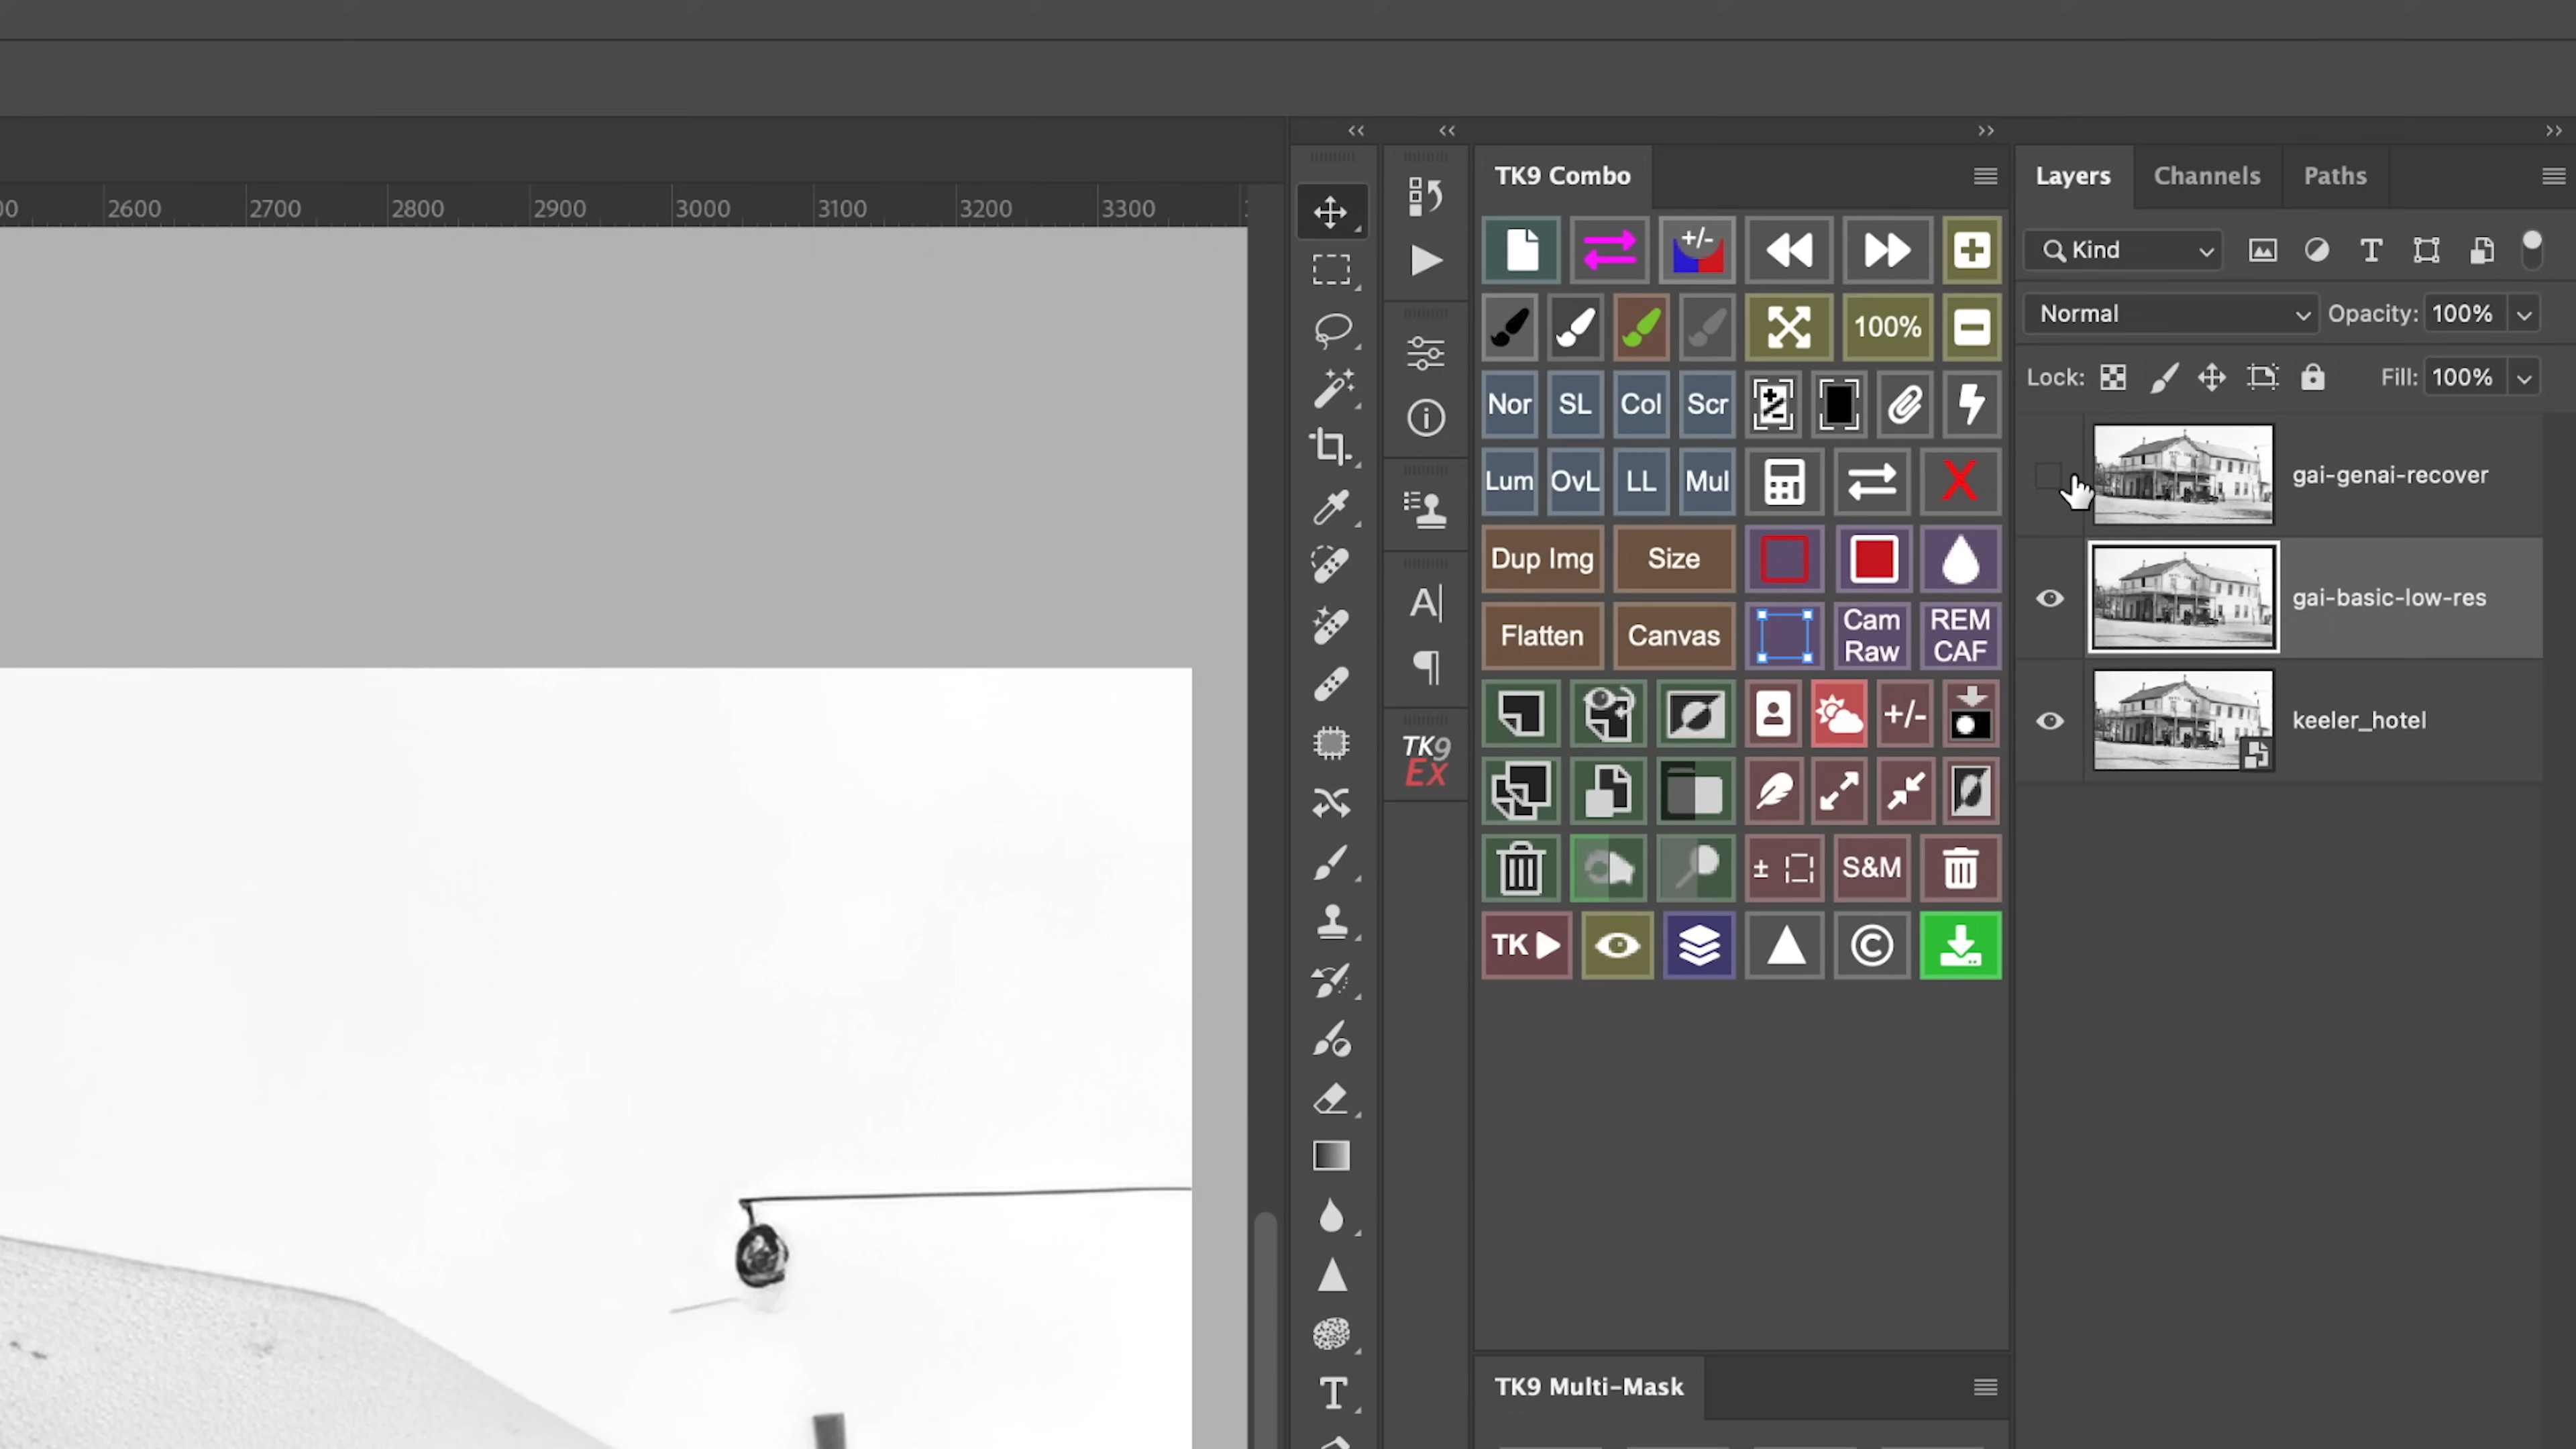 TK9 Combo
Layers Channels Paths
00 2600 2700 2800 2900 3000 3100 3200 3300
+/-
Kind
100%
Normal Opacity: 100%
Nor SL Col Scr
Lock: Fill: 100%
Lum OvL LL Mul
gai-genai-recover
Dup Img Size
gai-basic-low-res
Flatten Canvas Cam Raw REM CAF
+/-
keeler_hotel
TK9 Ex
± S&M
TK
TK9 Multi-Mask